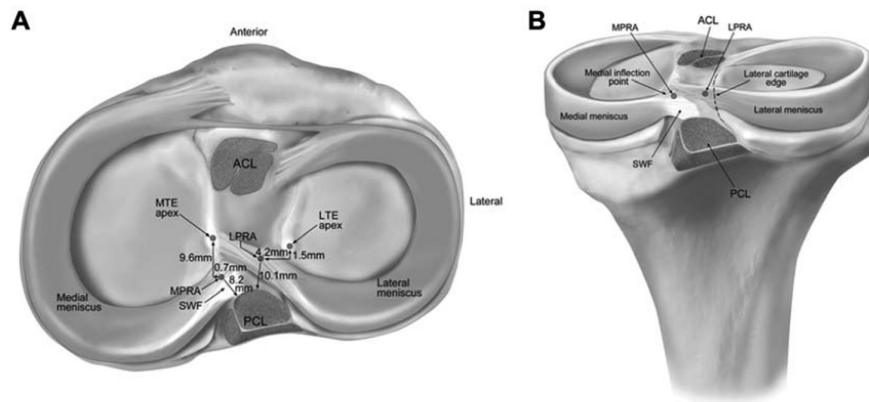 A
Anterior
ACL
MTE
apex
LTE
apex
Lateral
LPRA
4.2mm
1.5mm
9.6mm
0.7mm
10.1mm
MPRA
8.2
mm
SWF
Medial
meniscus
Lateral
meniscus
PCL
B
MPRA
ACL
LPRA
Medial inflection
point
Lateral cartilage
edge
Medial meniscus
Lateral meniscus
SWF
PCL